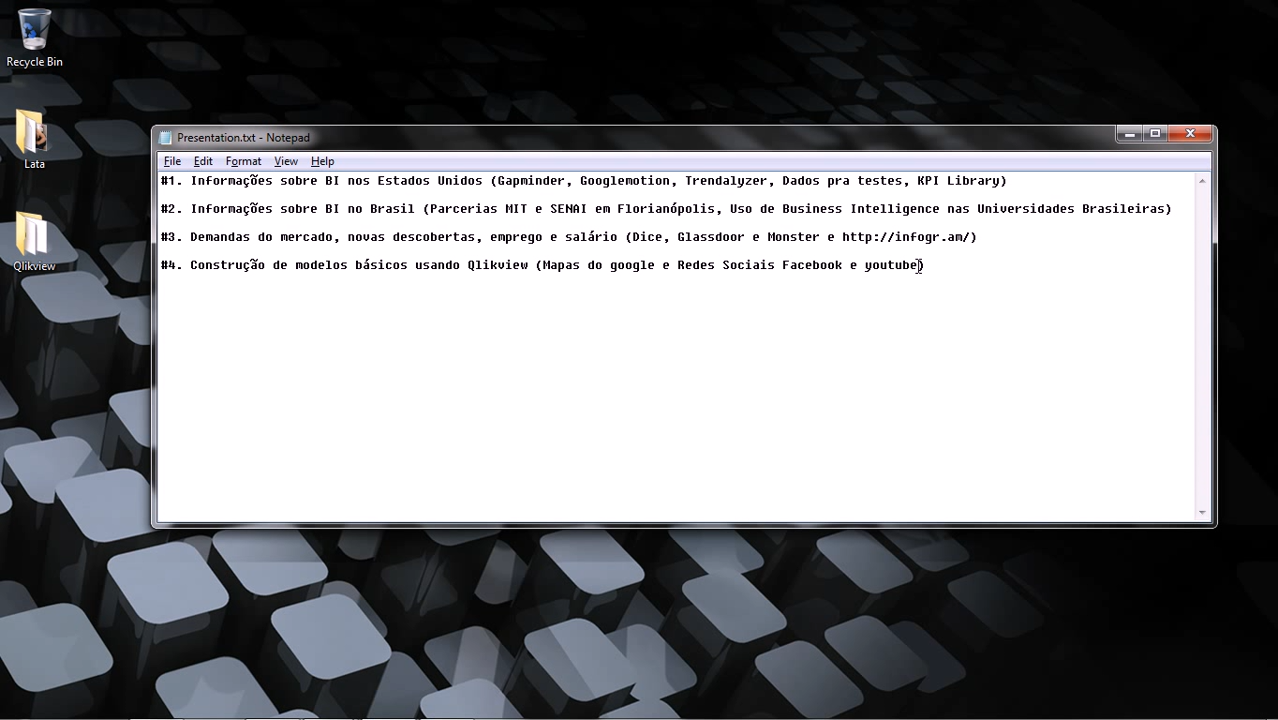 Recycle Bin
Lata
Qlikview
Presentation.txt - Notepad
File Edit Format View Help
#1. Informações sobre BI nos Estados Unidos (Gapminder, Googlemotion, Trendalyzer, Dados pra testes, KPI Library)
#2. Informações sobre BI no Brasil (Parcerias MIT e SENAI em Florianópolis, Uso de Business Intelligence nas Universidades Brasileiras)
#3. Demandas do mercado, novas descobertas, emprego e salário (Dice, Glassdoor e Monster e http://infogr.am/)
#4. Construção de modelos básicos usando Qlikview (Mapas do google e Redes Sociais Facebook e youtube)